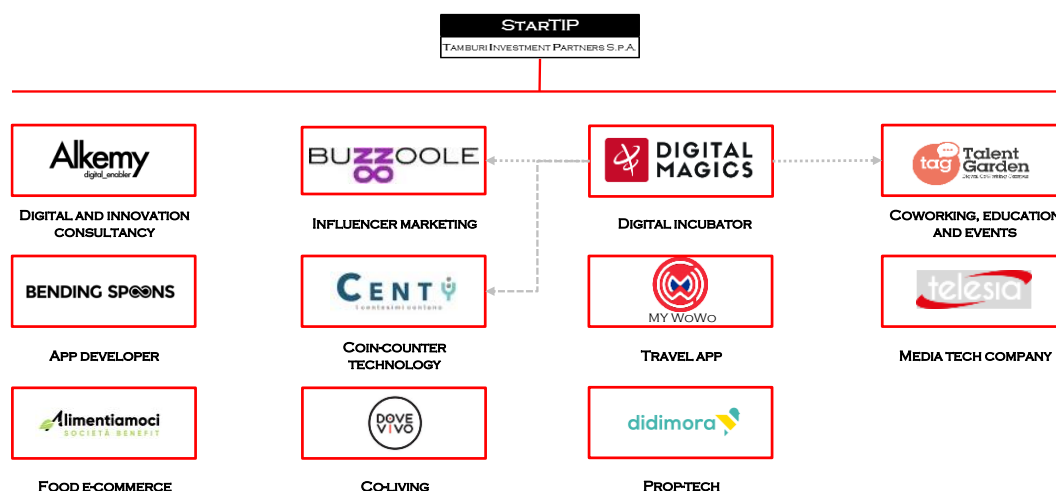 STARTIP
TAMBURI INVESTMENT PARTNERS S.P.A.
Alkemy
digital_enabler
BUZZOOLE
DIGITAL
MAGICS
tag
Talent
Garden
DIGITAL AND INNOVATION
CONSULTANCY
INFLUENCER MARKETING
DIGITAL INCUBATOR
COWORKING, EDUCATION
AND EVENTS
BENDING SPOONS
CENTY
I centesimi contano
MY WOWO
telesia
APP DEVELOPER
COIN-COUNTER
TECHNOLOGY
TRAVEL APP
MEDIA TECH COMPANY
Alimentiamoci
SOCIETÀ BENEFIT
DOVE
VIVO
didimora
FOOD E-COMMERCE
CO-LIVING
PROP-TECH